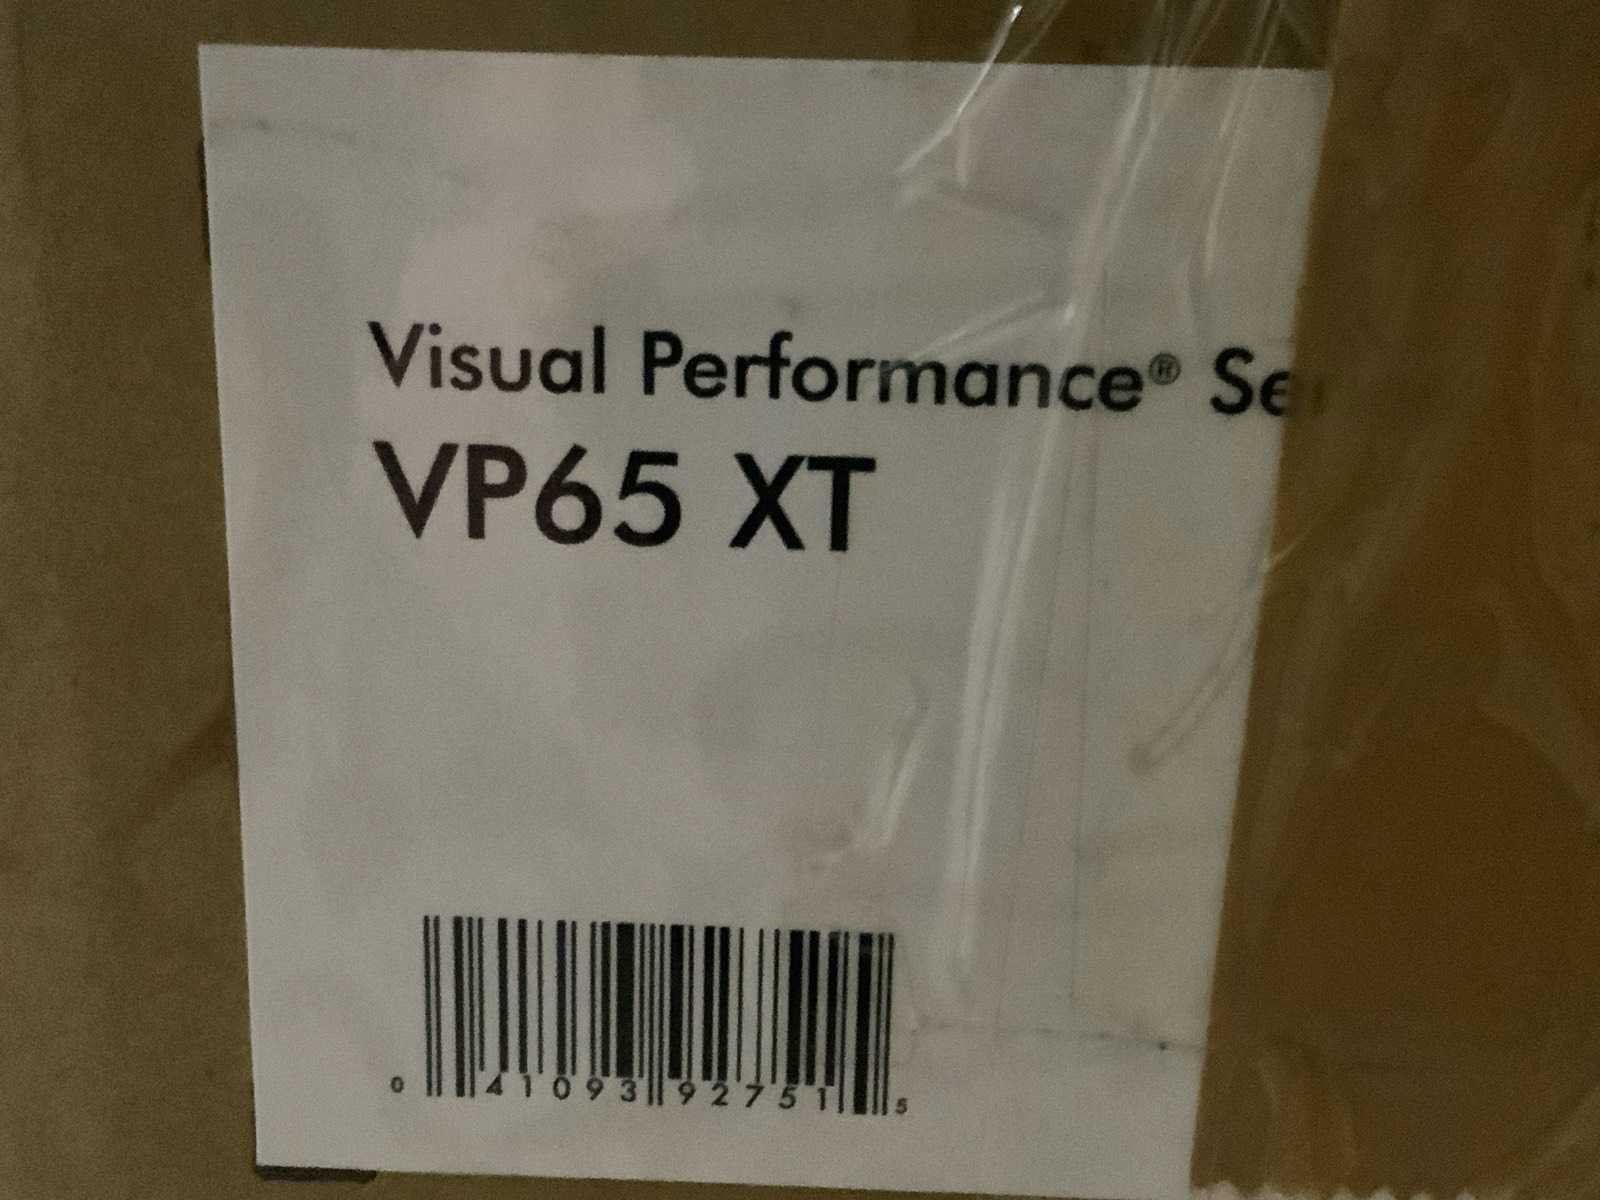 Visual Performance® Se
VP65 XT
0 41093 92751 5